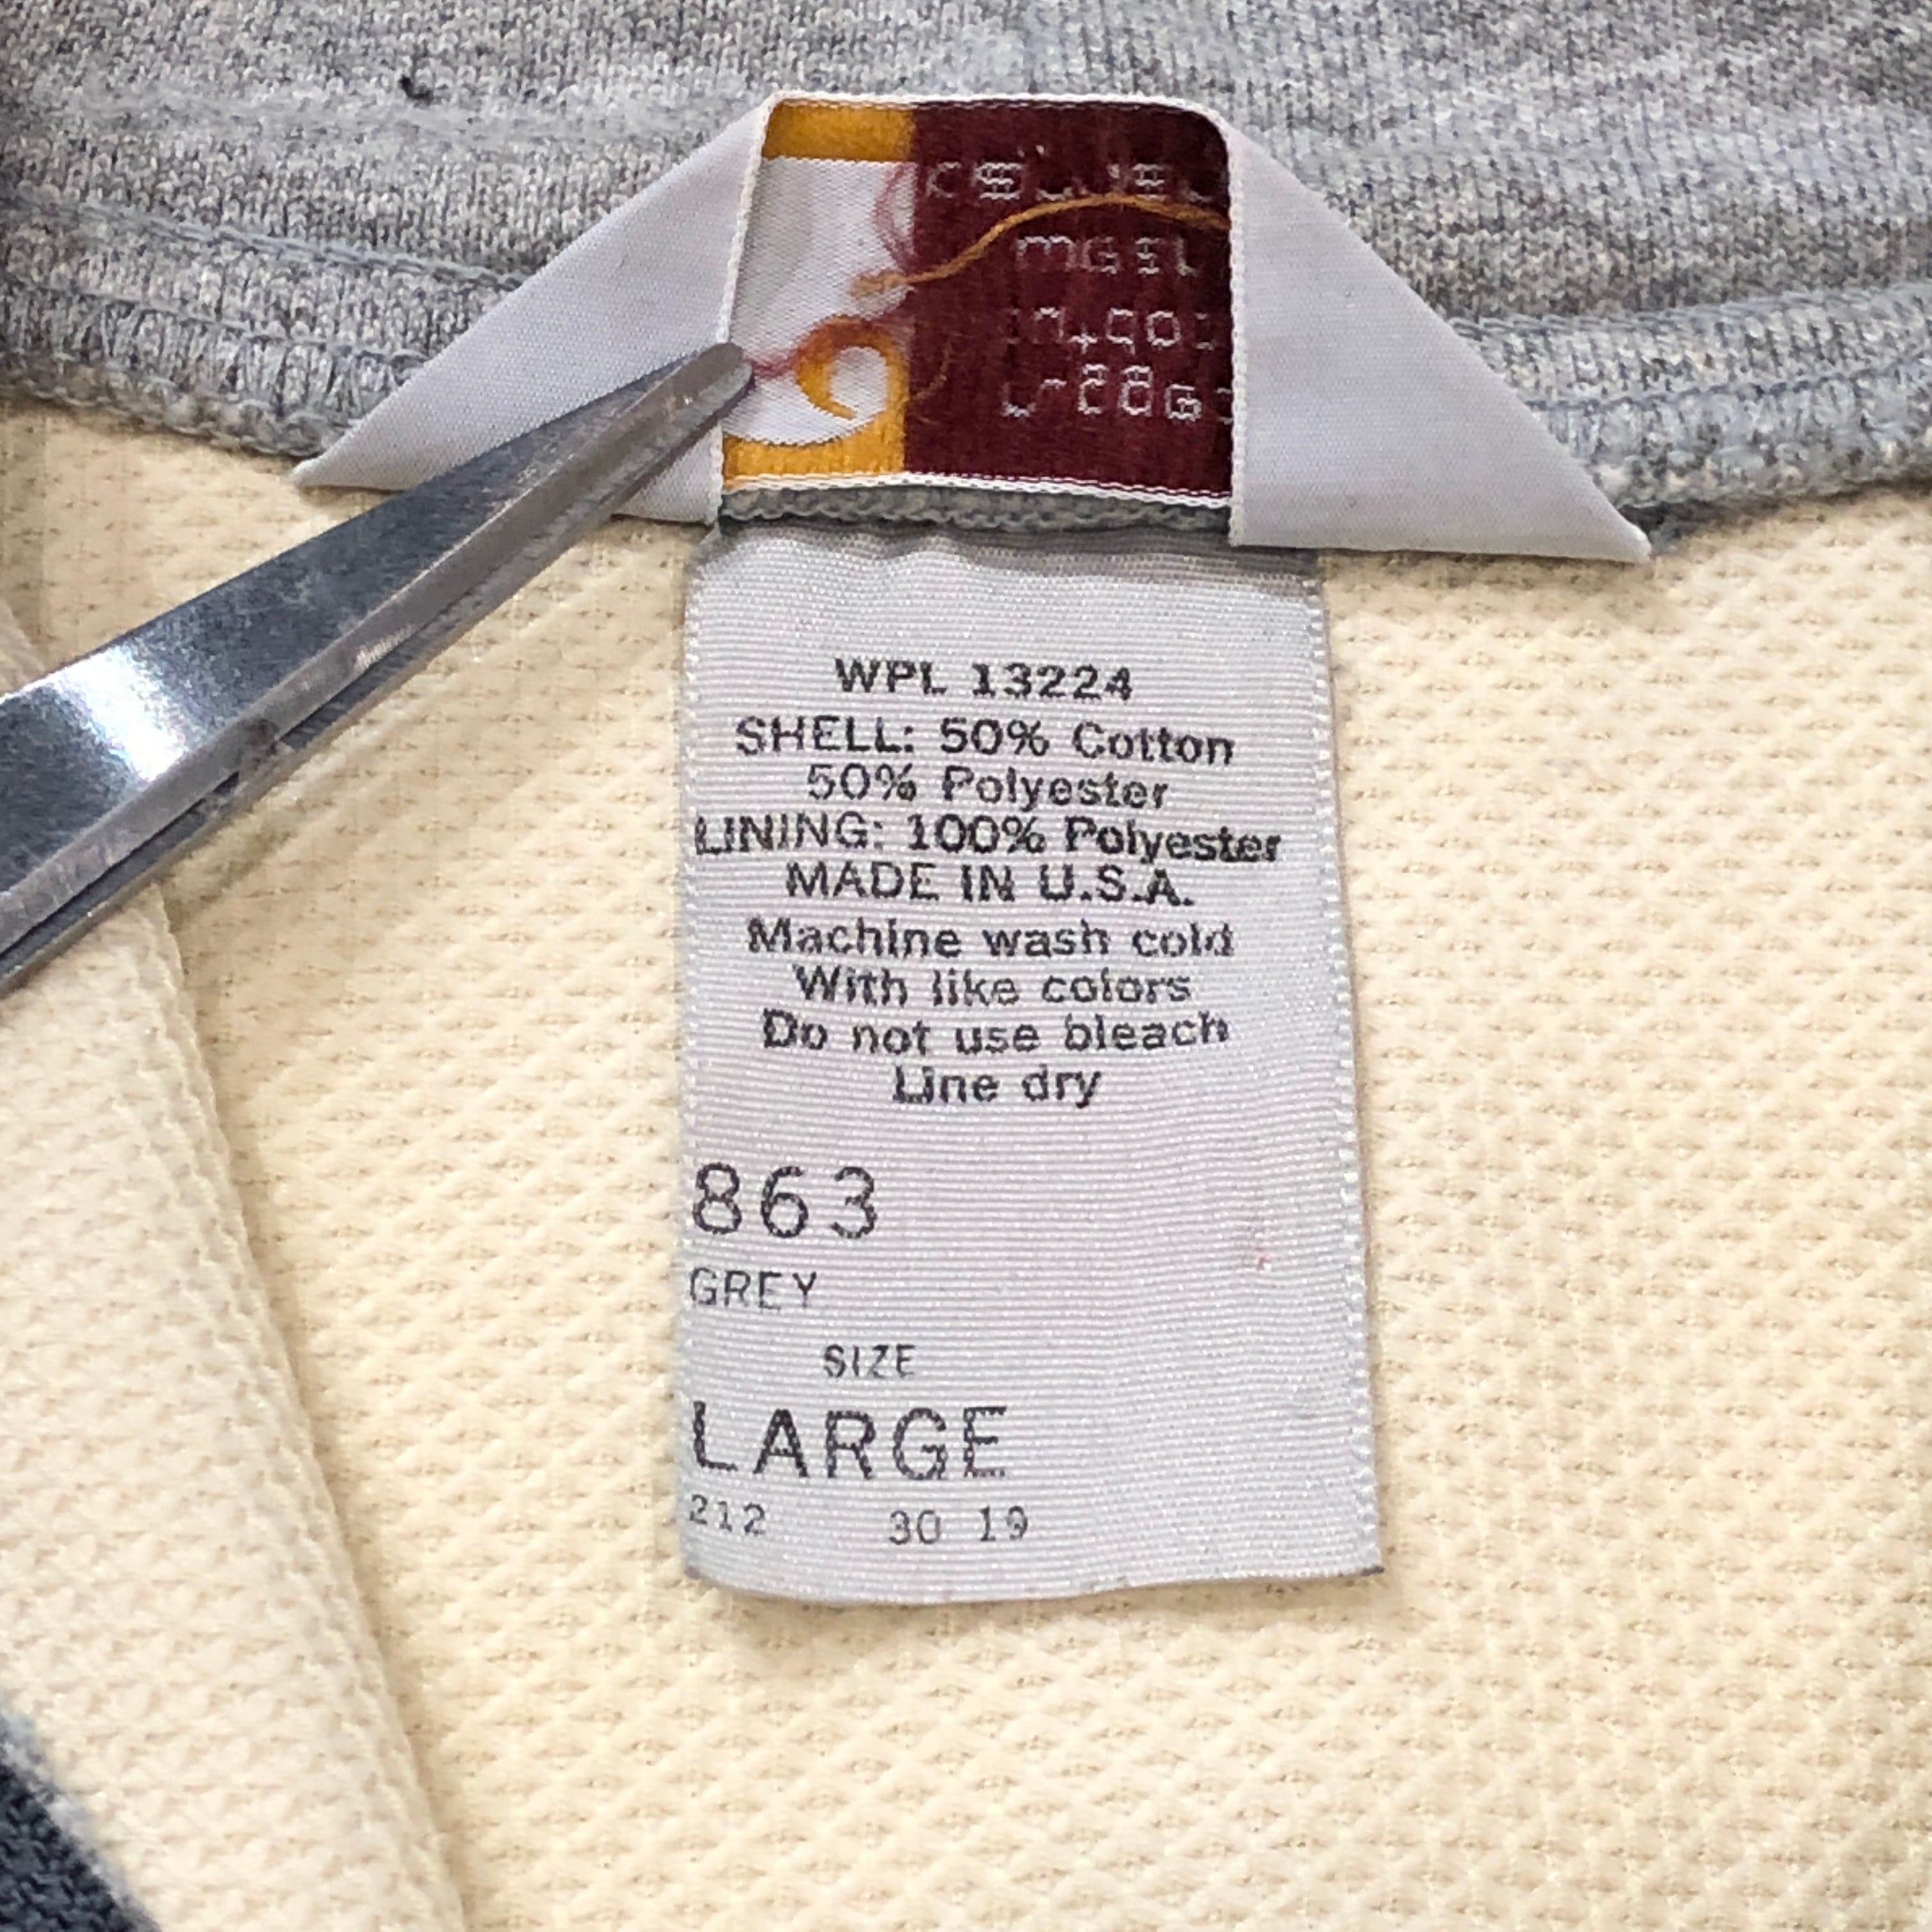 WPL 13224
SHELL: 50% Cotton
50% Polyester
LINING: 100% Polyester
MADE IN U.S.A.
Machine wash cold
With like colors
Do not use bleach
Line dry
863
GREY
SIZE
LARGE
212 30 19